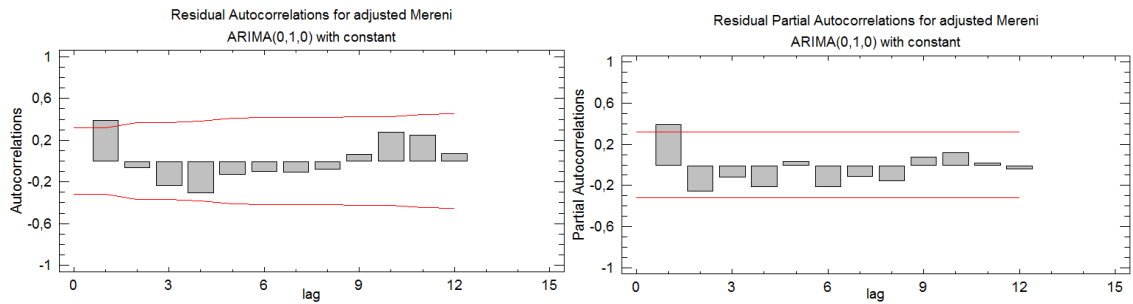 Residual Autocorrelations for adjusted Mereni
ARIMA(0,1,0) with constant
Autocorrelations
1
0,6
0,2
-0,2
-0,6
-1
0 3 6 9 12 15
lag
Residual Partial Autocorrelations for adjusted Mereni
ARIMA(0,1,0) with constant
Partial Autocorrelations
1
0,6
0,2
-0,2
-0,6
-1
0 3 6 9 12 15
lag